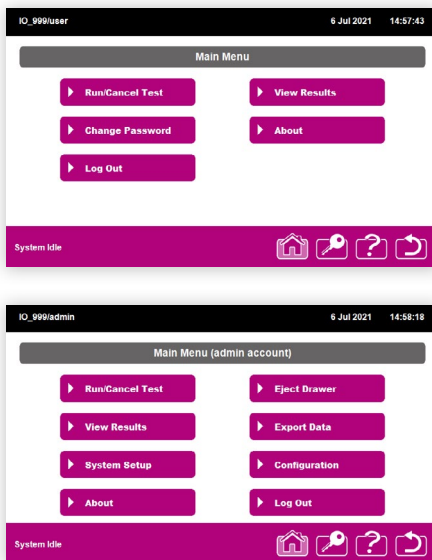 IO_999/user 6 Jul 2021 14:57:43
Main Menu
Run/Cancel Test View Results
Change Password About
Log Out
System Idle
IO_999/admin 6 Jul 2021 14:58:18
Main Menu (admin account)
Run/Cancel Test Eject Drawer
View Results Export Data
System Setup Configuration
About Log Out
System Idle